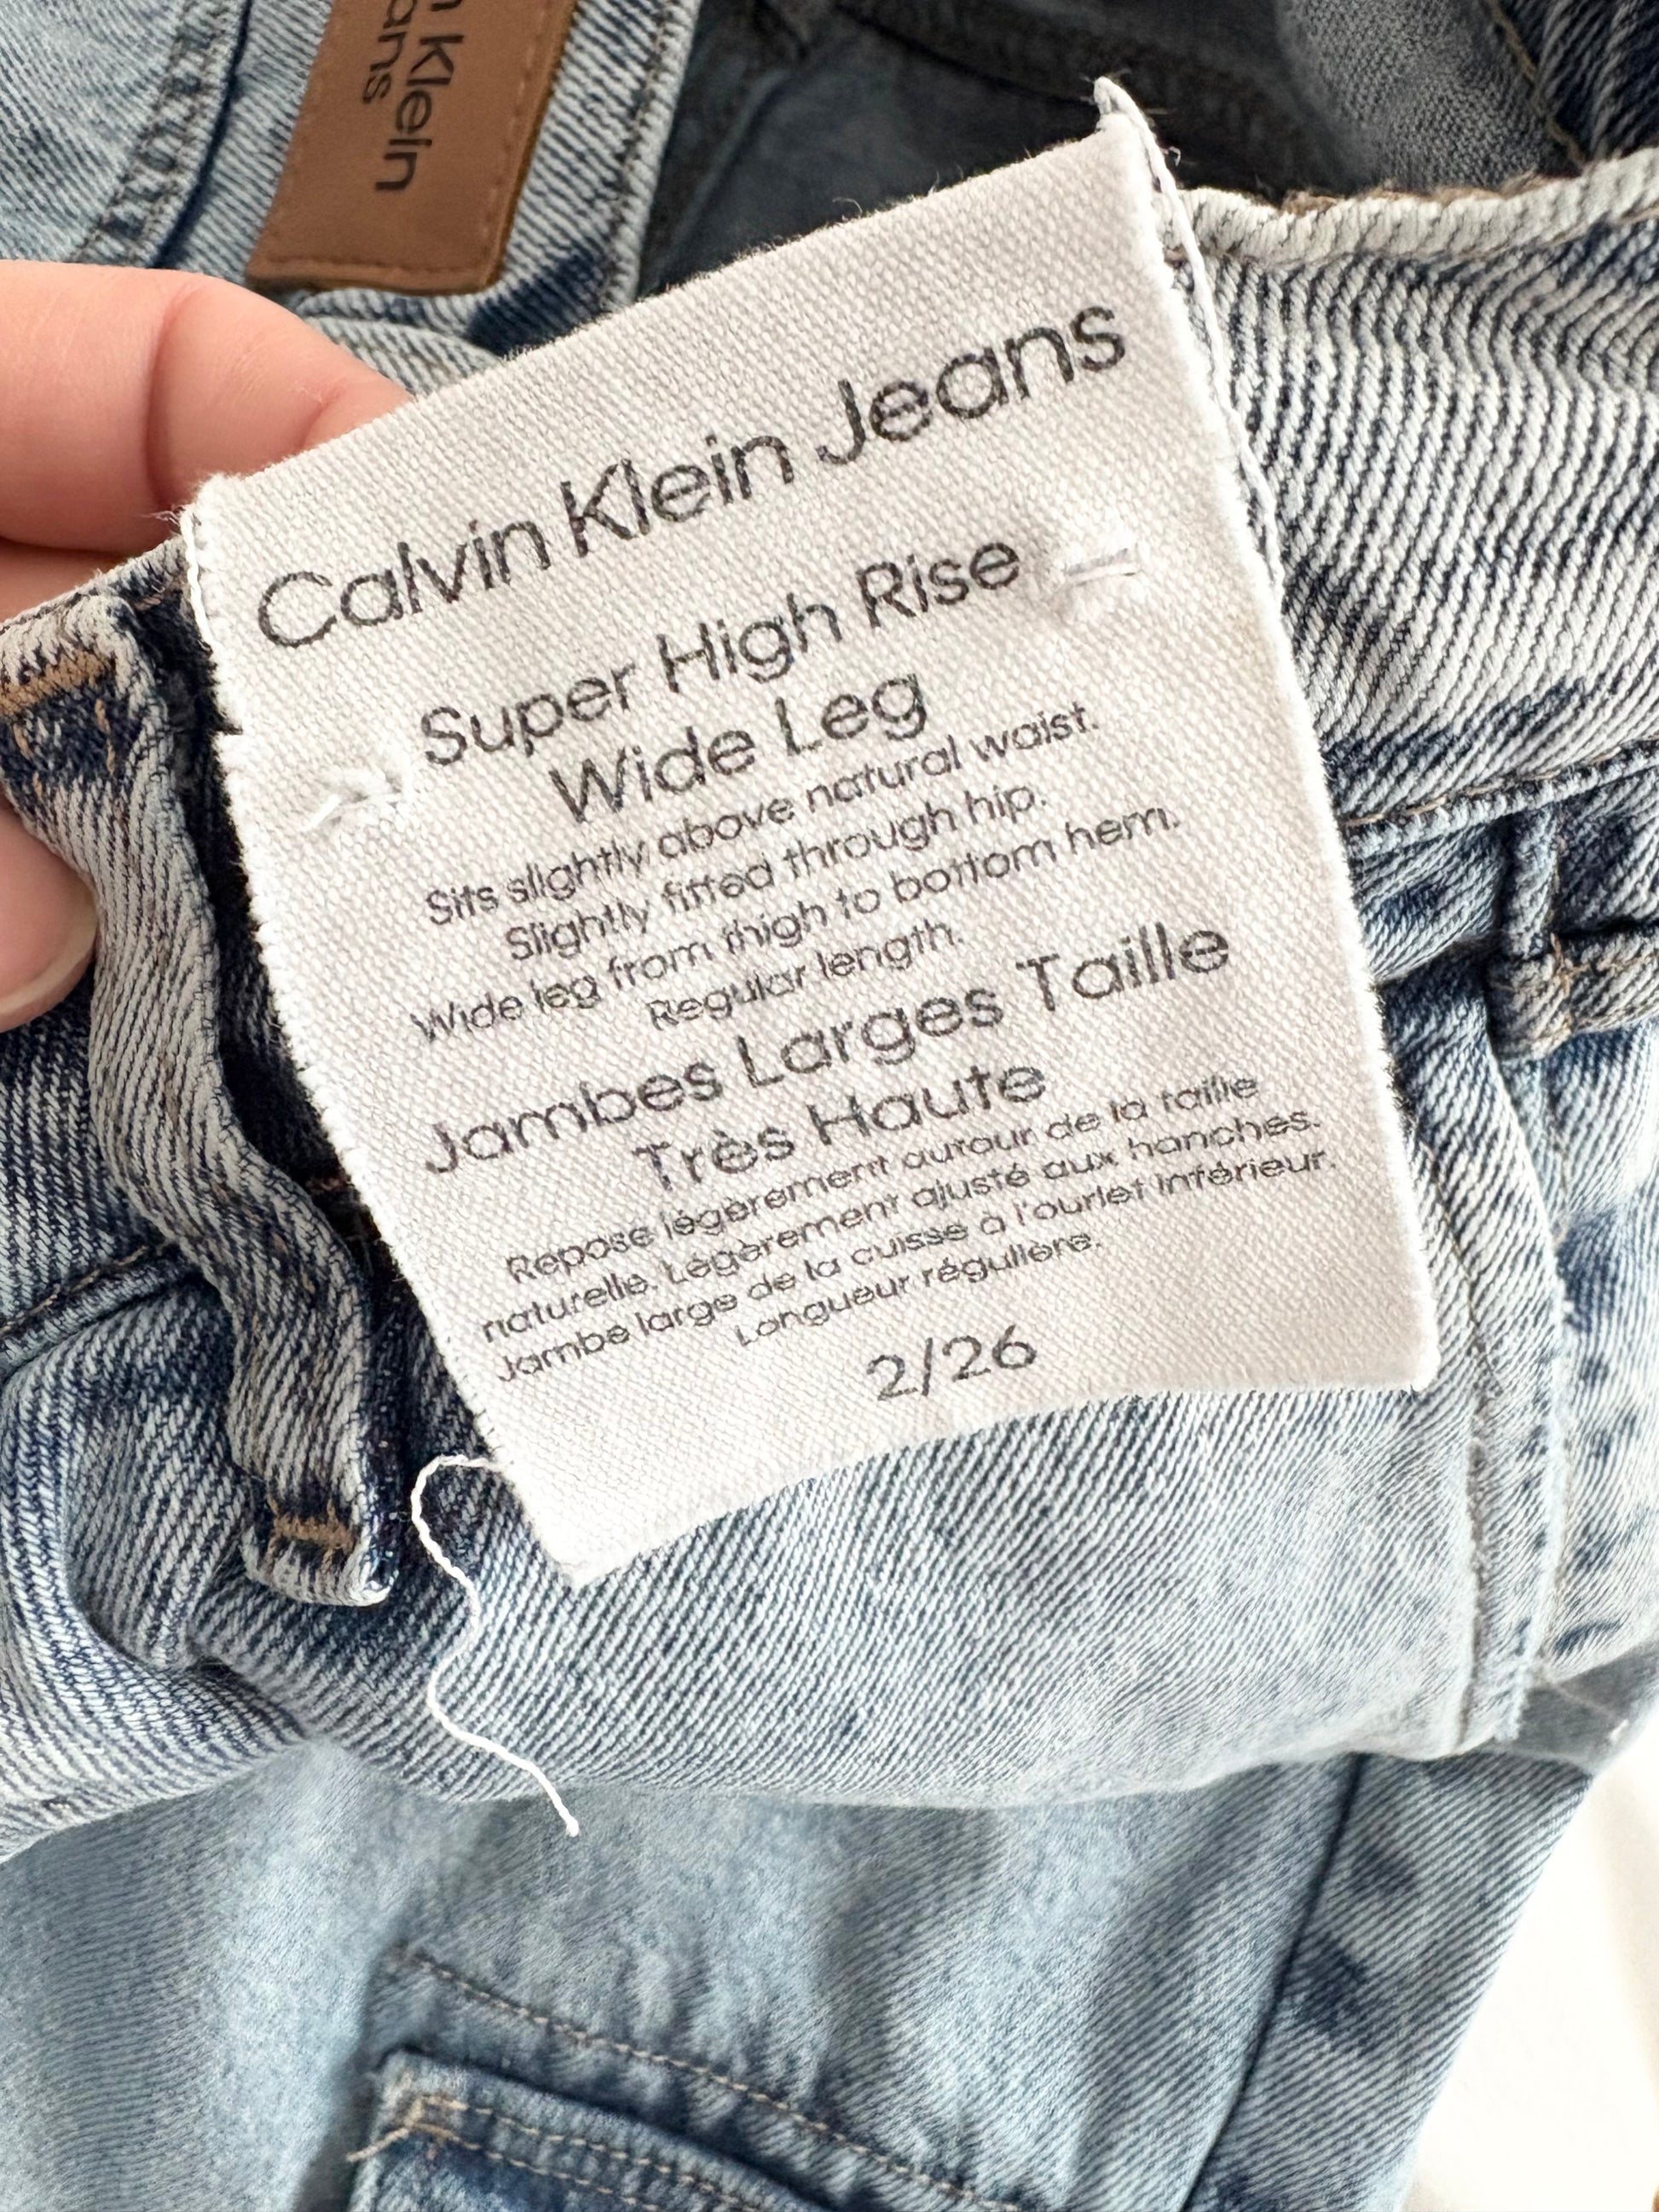 n Klein
ans
Calvin Klein Jeans
Super High Rise
Wide Leg
Sits slightly above natural waist.
Slightly fitted through hip.
Wide leg from thigh to bottom hem.
Regular length.
Jambes Larges Taille
Très Haute
Repose légèrement autour de la taille
naturelle. Légèrement ajusté aux hanches.
Jambe large de la cuisse à l'ourlet inférieur.
Longueur régulière.
2/26